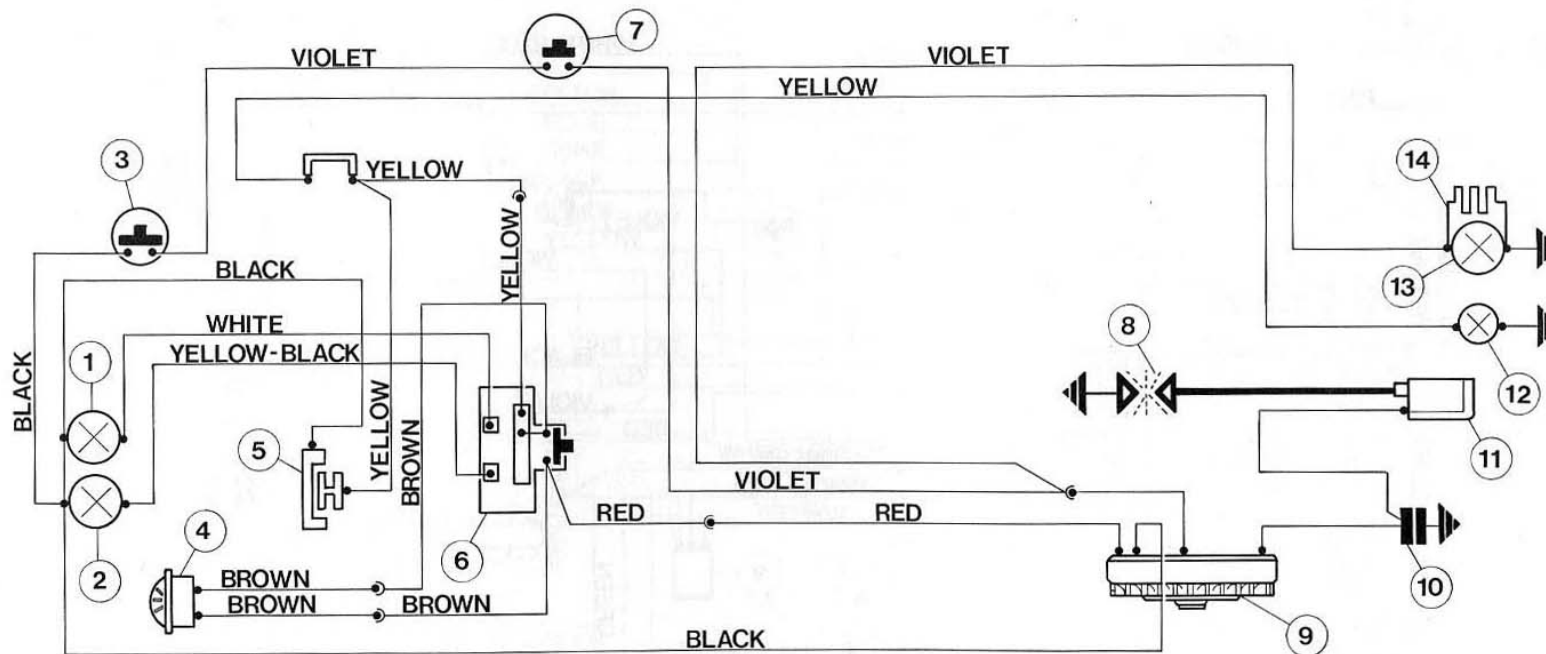 7
VIOLET
VIOLET
YELLOW
3
YELLOW
14
YELLOW
BLACK
13
WHITE
8
YELLOW-BLACK
1
12
BLACK
YELLOW
BROWN
5
11
VIOLET
RED
RED
4
6
2
10
BROWN
BROWN
BROWN
9
BLACK